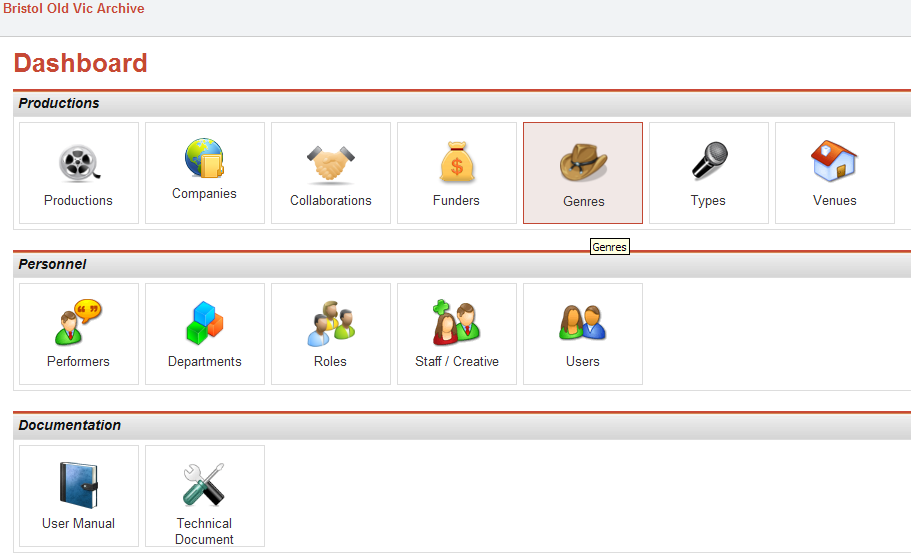 Bristol Old Vic Archive
Dashboard
Productions
Productions
Companies
Collaborations
Funders
Genres
Types
Venues
Genres
Personnel
Performers
Departments
Roles
Staff / Creative
Users
Documentation
User Manual
Technical
Document